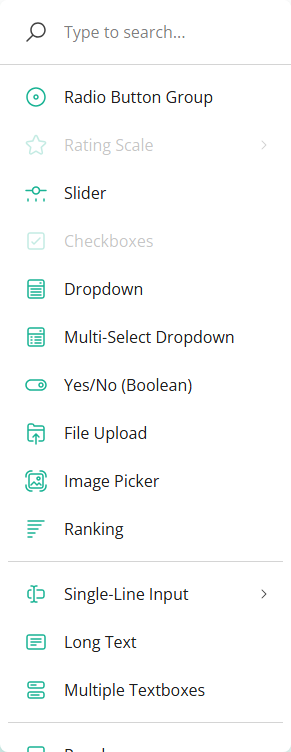 Type to search...
Radio Button Group
Rating Scale
Slider
Checkboxes
Dropdown
Multi-Select Dropdown
Yes/No (Boolean)
File Upload
Image Picker
Ranking
Single-Line Input
Long Text
Multiple Textboxes